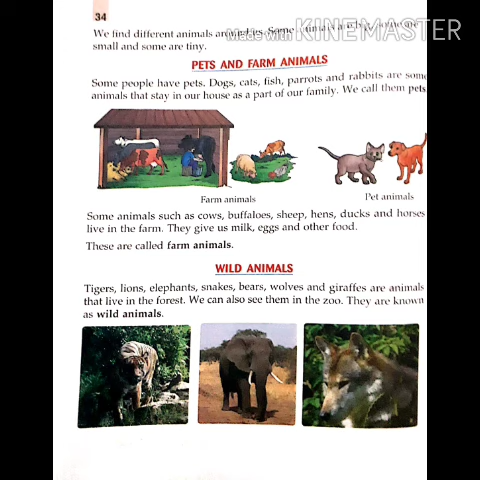 34
We find different animals around us. Some animals are big, some are
small and some are tiny.
Made with KINEMASTER
PETS AND FARM ANIMALS
Some people have pets. Dogs, cats, fish, parrots and rabbits are some
animals that stay in our house as a part of our family. We call them pets
Farm animals
Pet animals
Some animals such as cows, buffaloes, sheep, hens, ducks and horses
live in the farm. They give us milk, eggs and other food.
These are called farm animals.
WILD ANIMALS
Tigers, lions, elephants, snakes, bears, wolves and giraffes are animals
that live in the forest. We can also see them in the zoo. They are known
as wild animals.